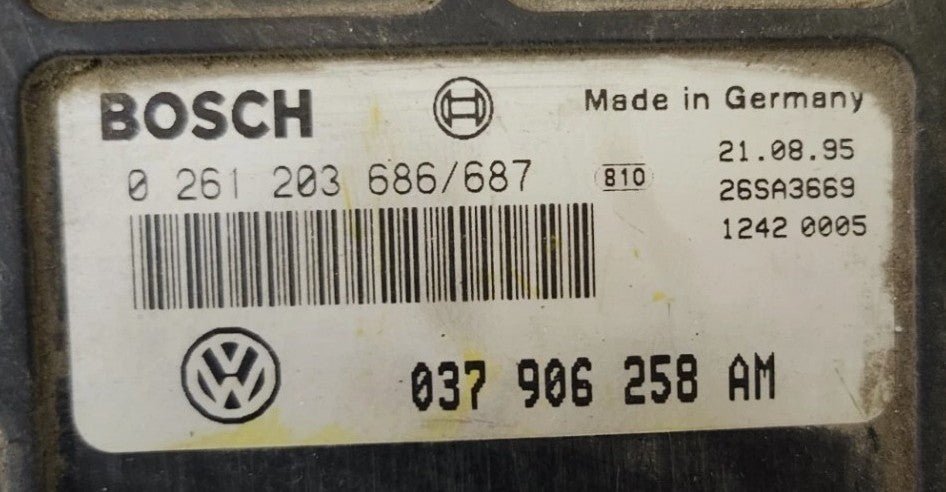 BOSCH
Made in Germany
0 261 203 686/687
810
21.08.95
26SA3669
1242 0005
VW
037 906 258 AM